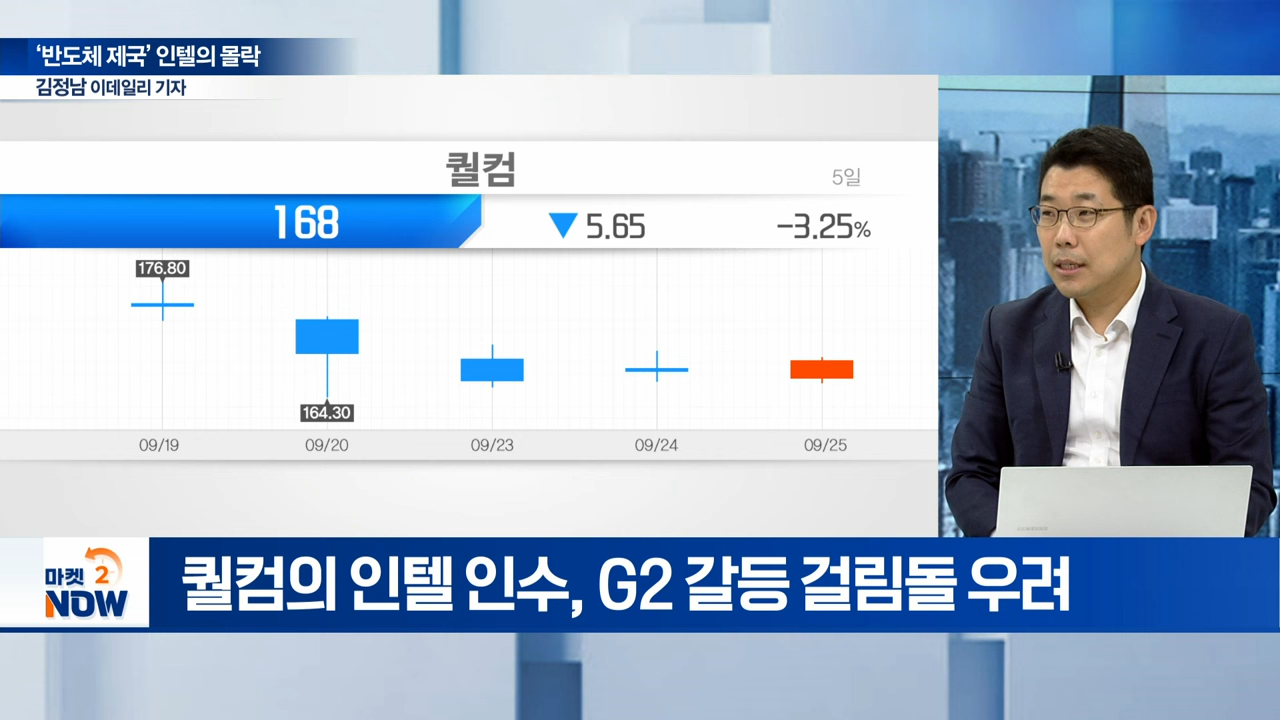 ‘반도체 제국’ 인텔의 몰락
김정남 이데일리 기자
퀄컴
5일
168 ▼ 5.65 -3.25%
176.80
164.30
09/19 09/20 09/23 09/24 09/25
마켓 2
NOW
퀄컴의 인텔 인수, G2 갈등 걸림돌 우려